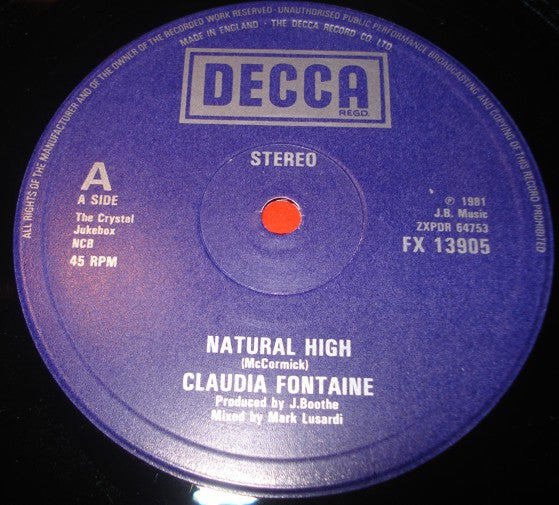 ALL RIGHTS OF THE MANUFACTURER AND OF THE OWNER OF THE RECORDED WORK RESERVED · UNAUTHORISED PUBLIC PERFORMANCE BROADCASTING AND COPYING OF THIS RECORD PROHIBITED
MADE IN ENGLAND · THE DECCA RECORD CO. LTD.
DECCA
REGD.
STEREO
A
A SIDE
The Crystal
Jukebox
NCB
45 RPM
℗ 1981
J.B. Music
ZXPDR 64753
FX 13905
NATURAL HIGH
(McCormick)
CLAUDIA FONTAINE
Produced by J.Boothe
Mixed by Mark Lusardi